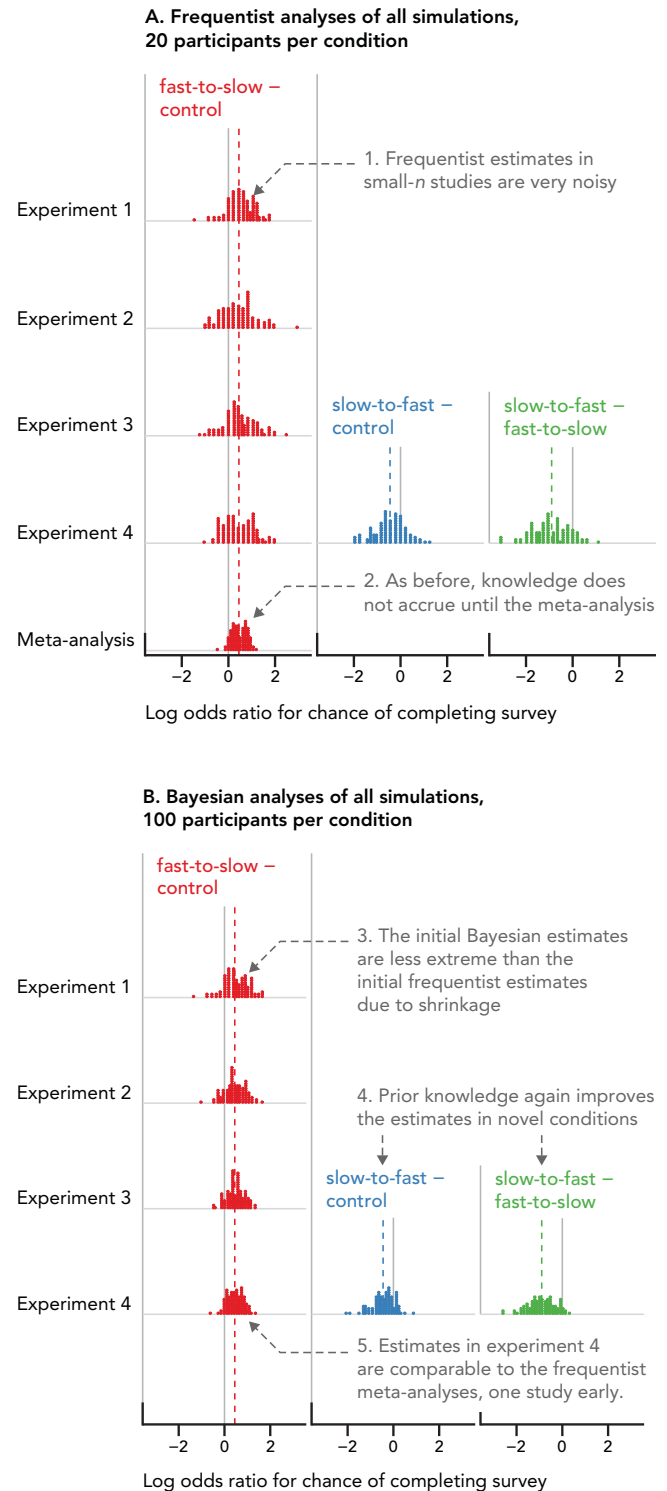 A. Frequentist analyses of all simulations,
20 participants per condition
fast-to-slow –
control
1. Frequentist estimates in
small-n studies are very noisy
Experiment 1
Experiment 2
Experiment 3
slow-to-fast –
control
slow-to-fast –
fast-to-slow
Experiment 4
2. As before, knowledge does
not accrue until the meta-analysis
Meta-analysis
−2 0 2 −2 0 2 −2 0 2
Log odds ratio for chance of completing survey
B. Bayesian analyses of all simulations,
100 participants per condition
fast-to-slow –
control
3. The initial Bayesian estimates
are less extreme than the
initial frequentist estimates
due to shrinkage
Experiment 1
Experiment 2
4. Prior knowledge again improves
the estimates in novel conditions
Experiment 3
slow-to-fast –
control
slow-to-fast –
fast-to-slow
Experiment 4
5. Estimates in experiment 4
are comparable to the frequentist
meta-analyses, one study early.
−2 0 2 −2 0 2 −2 0 2
Log odds ratio for chance of completing survey